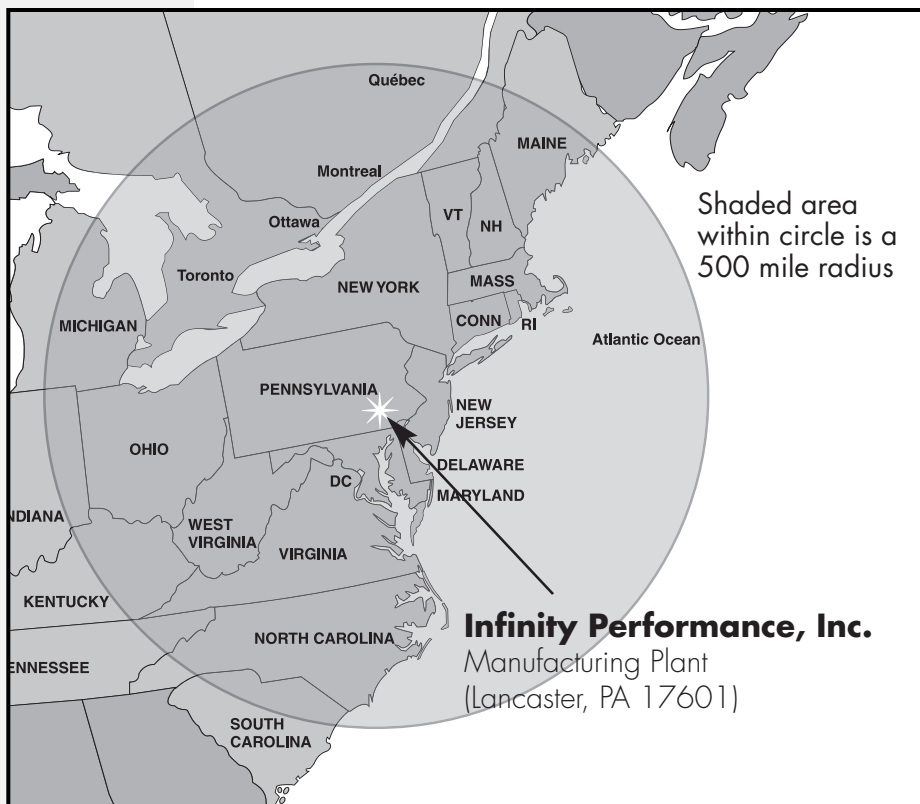 Québec
MAINE
Montreal
Shaded area
within circle is a
500 mile radius
Ottawa
VT
NH
Toronto
NEW YORK
MASS
MICHIGAN
CONN
RI
Atlantic Ocean
PENNSYLVANIA
NEW
JERSEY
OHIO
DELAWARE
DC
MARYLAND
NDIANA
WEST
VIRGINIA
VIRGINIA
KENTUCKY
NORTH CAROLINA
Infinity Performance, Inc.
Manufacturing Plant
(Lancaster, PA 17601)
ENNESSEE
SOUTH
CAROLINA